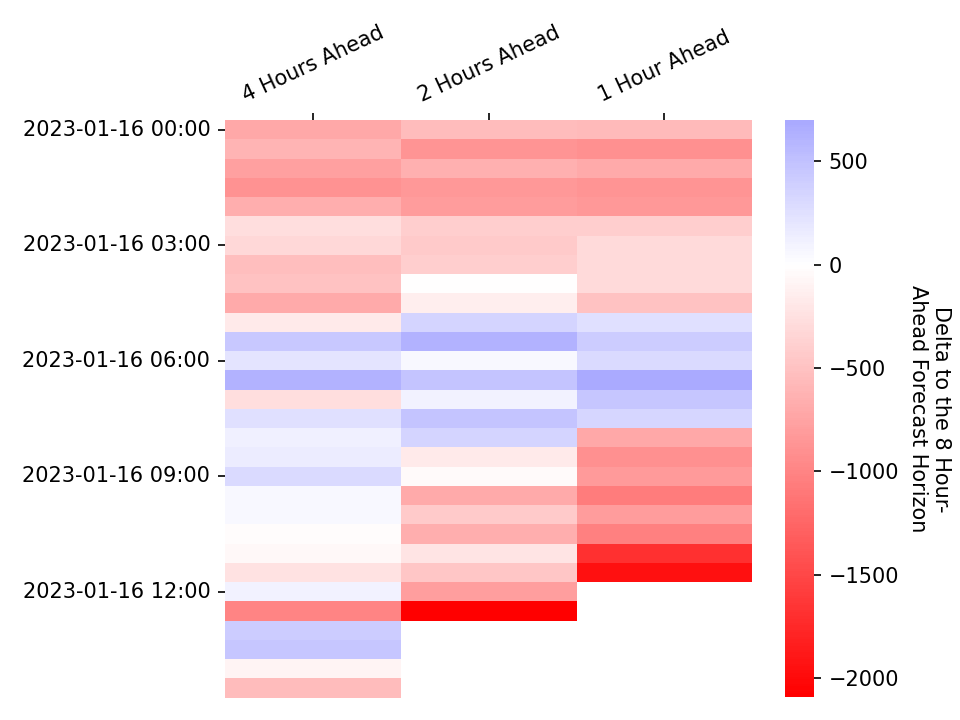 4 Hours Ahead
2 Hours Ahead
1 Hour Ahead
2023-01-16 00:00
2023-01-16 03:00
2023-01-16 06:00
2023-01-16 09:00
2023-01-16 12:00
500
0
−500
−1000
−1500
−2000
Delta to the 8 Hour-
Ahead Forecast Horizon